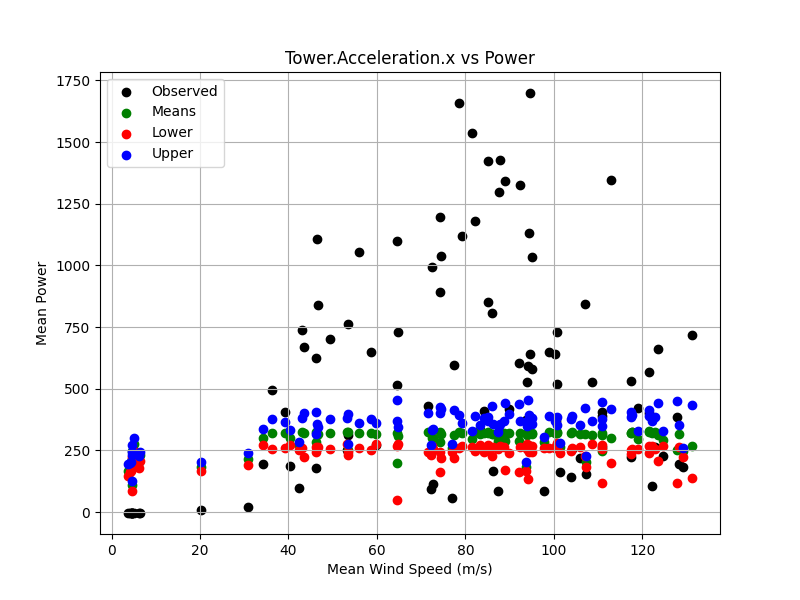 Tower.Acceleration.x vs Power
Observed
Means
Lower
Upper
Mean Power
1750
1500
1250
1000
750
500
250
0
0 20 40 60 80 100 120
Mean Wind Speed (m/s)